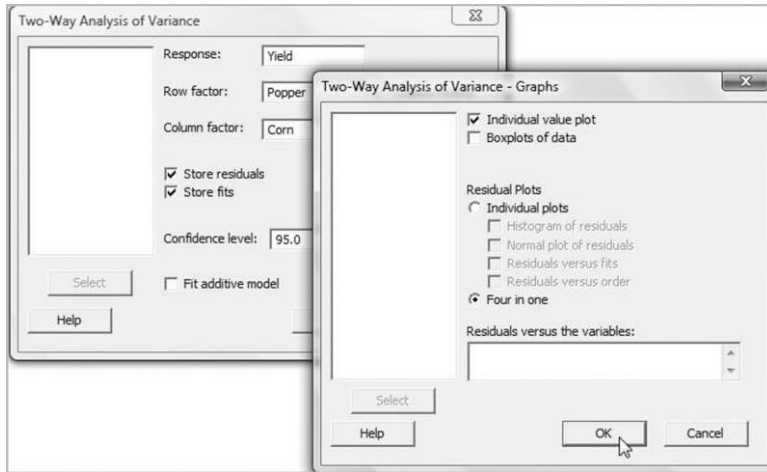 Two-Way Analysis of Variance
Response: Yield
Row factor: Popper
Column factor: Corn
Store residuals
Store fits
Confidence level: 95.0
Select
Fit additive model
Help
Two-Way Analysis of Variance - Graphs
Individual value plot
Boxplots of data
Residual Plots
Individual plots
Histogram of residuals
Normal plot of residuals
Residuals versus fits
Residuals versus order
Four in one
Residuals versus the variables:
Select
Help
OK
Cancel